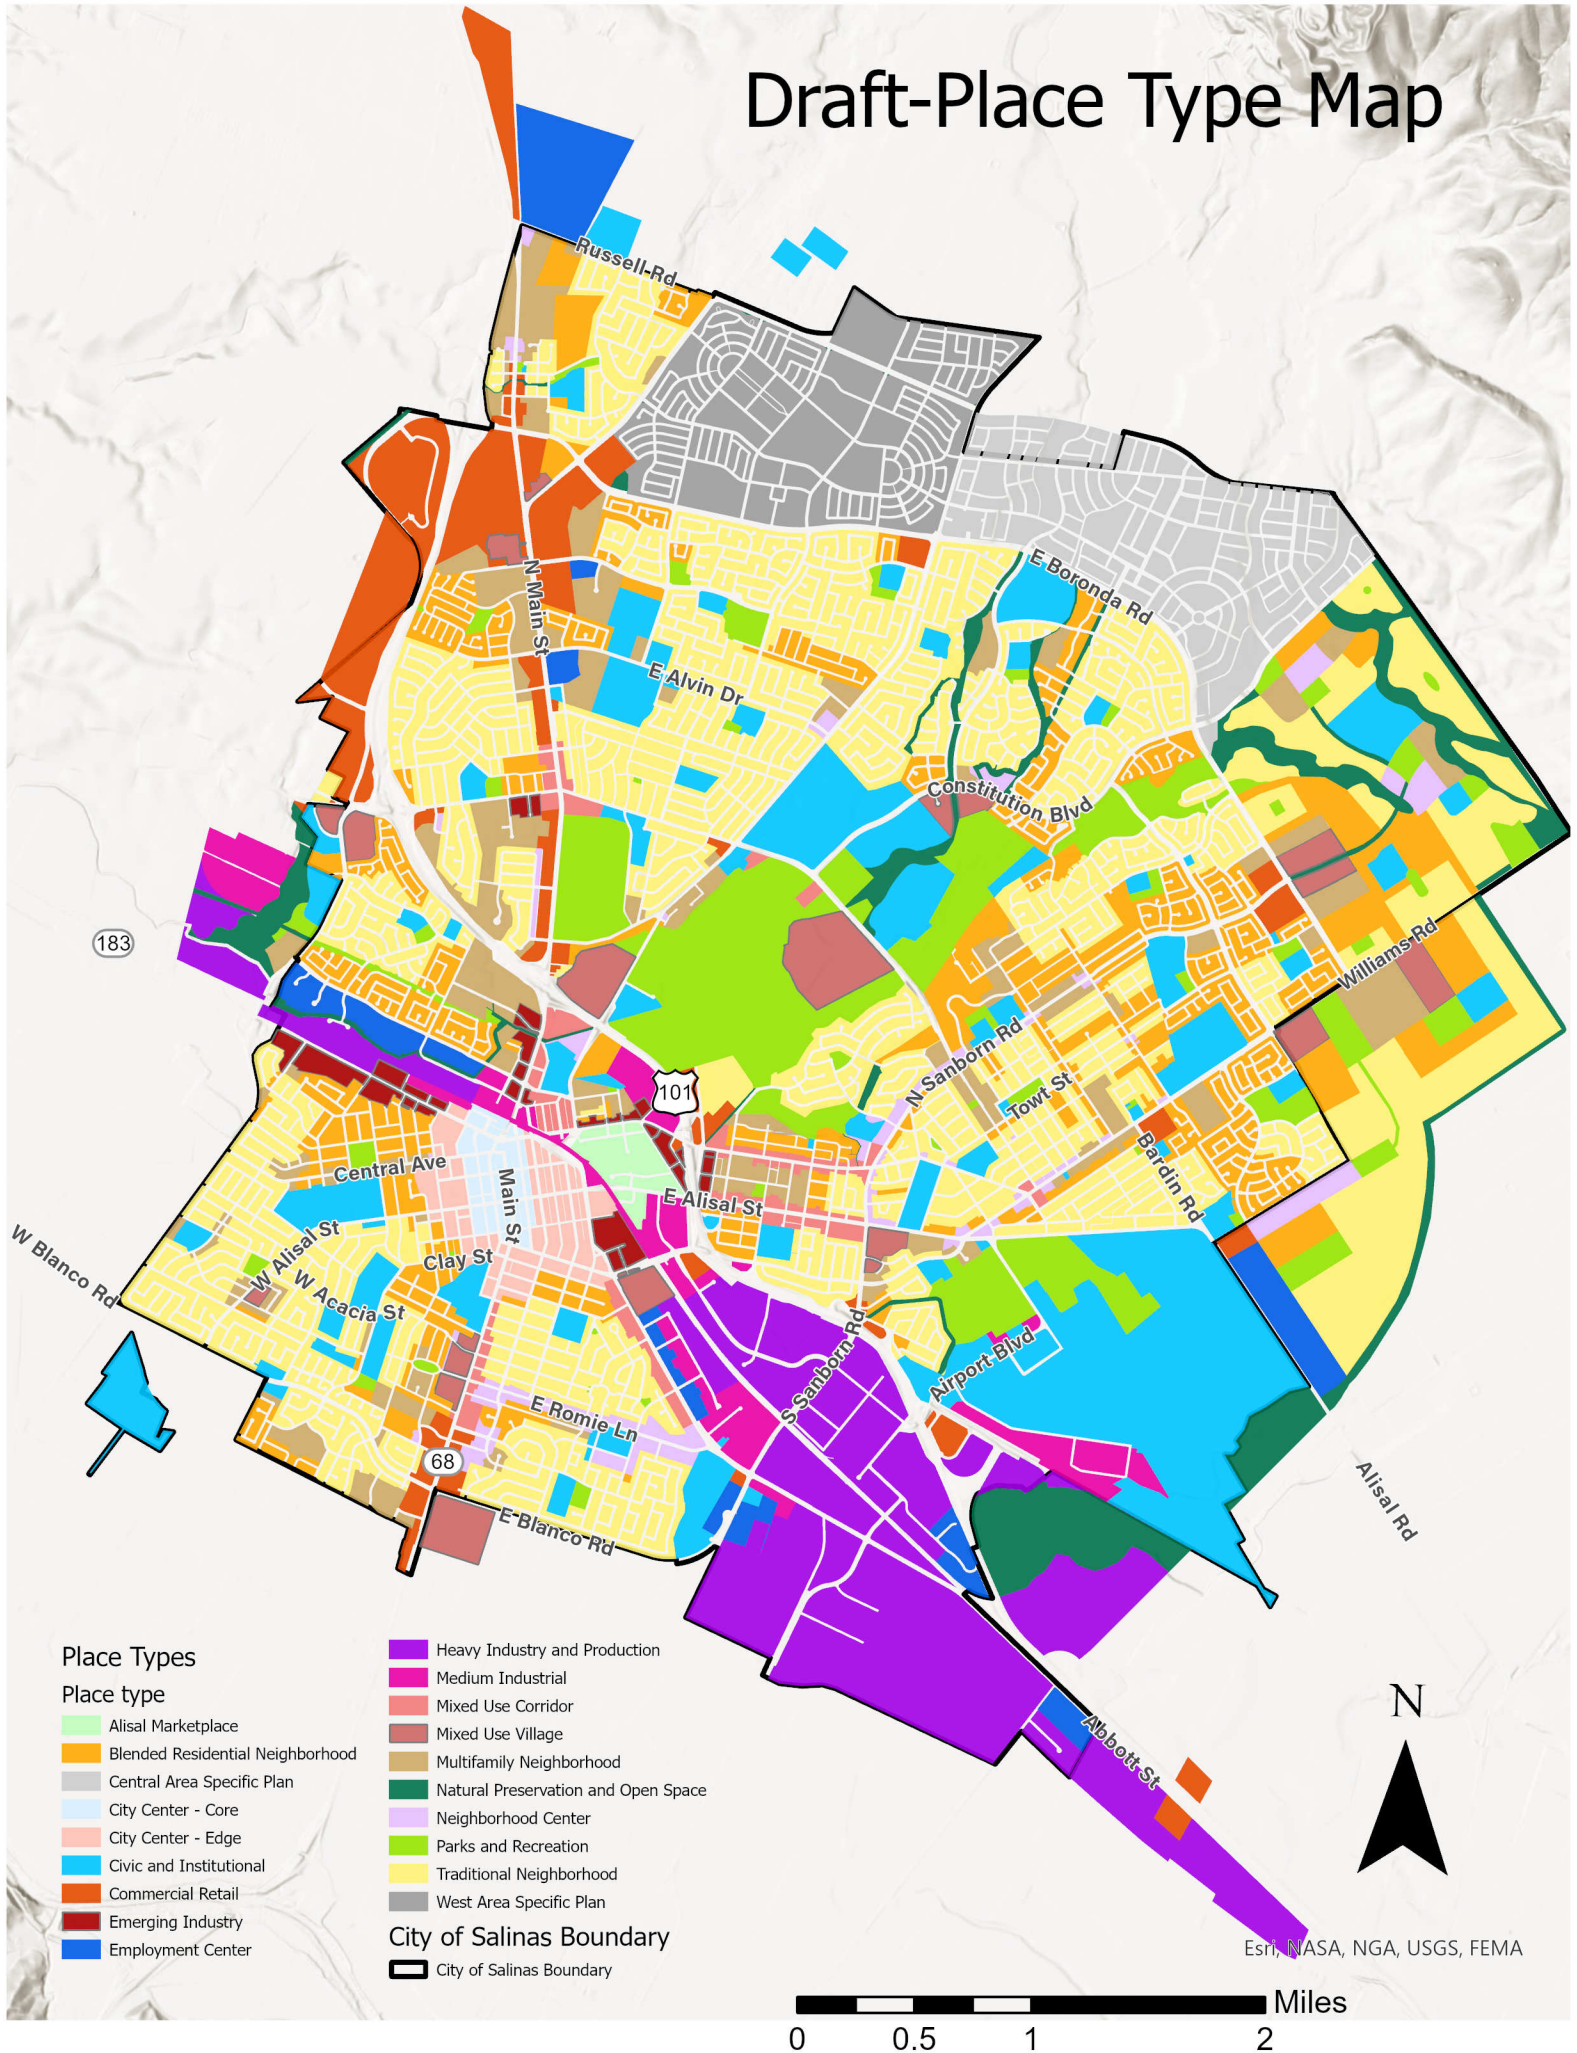 Draft-Place Type Map
Russell Rd
E Boronda Rd
N Main St
E Alvin Dr
Constitution Blvd
183
Williams Rd
N Sanborn Rd
101
Towt St
Bardin Rd
Central Ave
Main St
E Alisal St
W Alisal St
Clay St
W Blanco Rd
W Acacia St
S Sanborn Rd
Airport Blvd
E Romie Ln
68
E Blanco Rd
Alisal Rd
Abbott St
Place Types
Place type
Alisal Marketplace
Blended Residential Neighborhood
Central Area Specific Plan
City Center - Core
City Center - Edge
Civic and Institutional
Commercial Retail
Emerging Industry
Employment Center
Heavy Industry and Production
Medium Industrial
Mixed Use Corridor
Mixed Use Village
Multifamily Neighborhood
Natural Preservation and Open Space
Neighborhood Center
Parks and Recreation
Traditional Neighborhood
West Area Specific Plan
City of Salinas Boundary
City of Salinas Boundary
N
Esri, NASA, NGA, USGS, FEMA
Miles
0 0.5 1 2